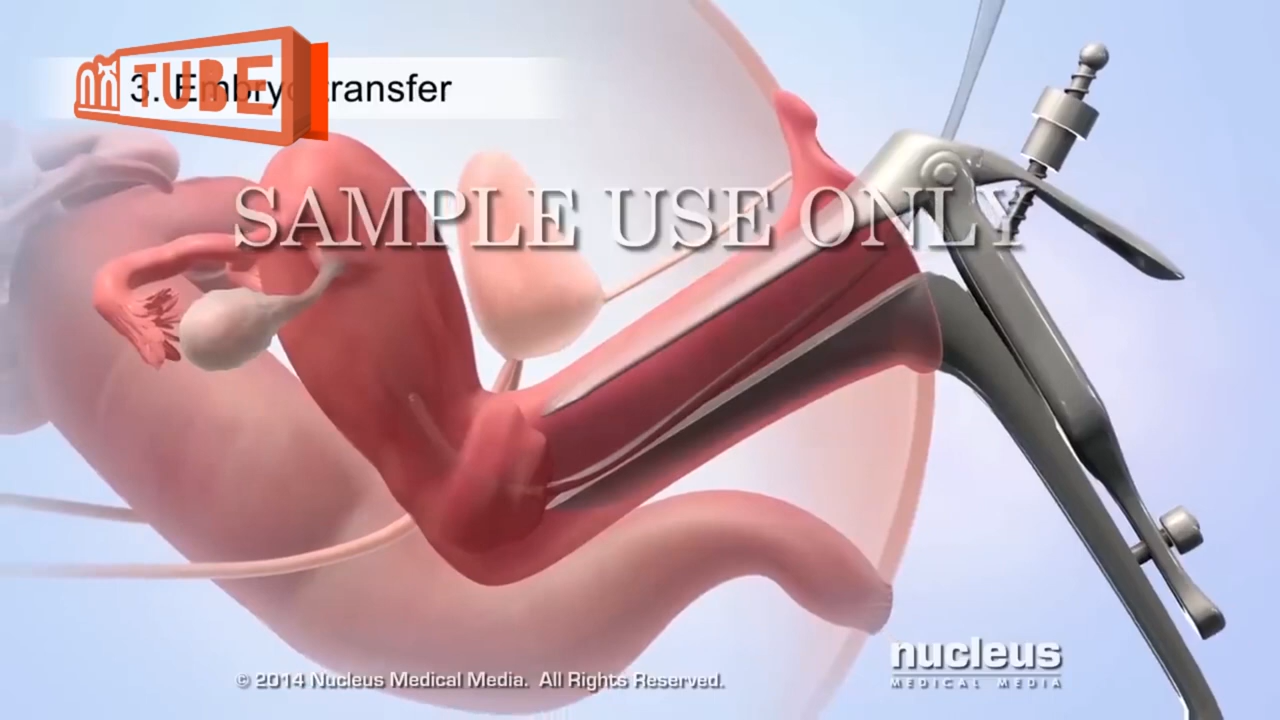 TUBE
3. Embryo transfer
SAMPLE USE ONLY
nucleus
MEDICAL MEDIA
© 2014 Nucleus Medical Media. All Rights Reserved.